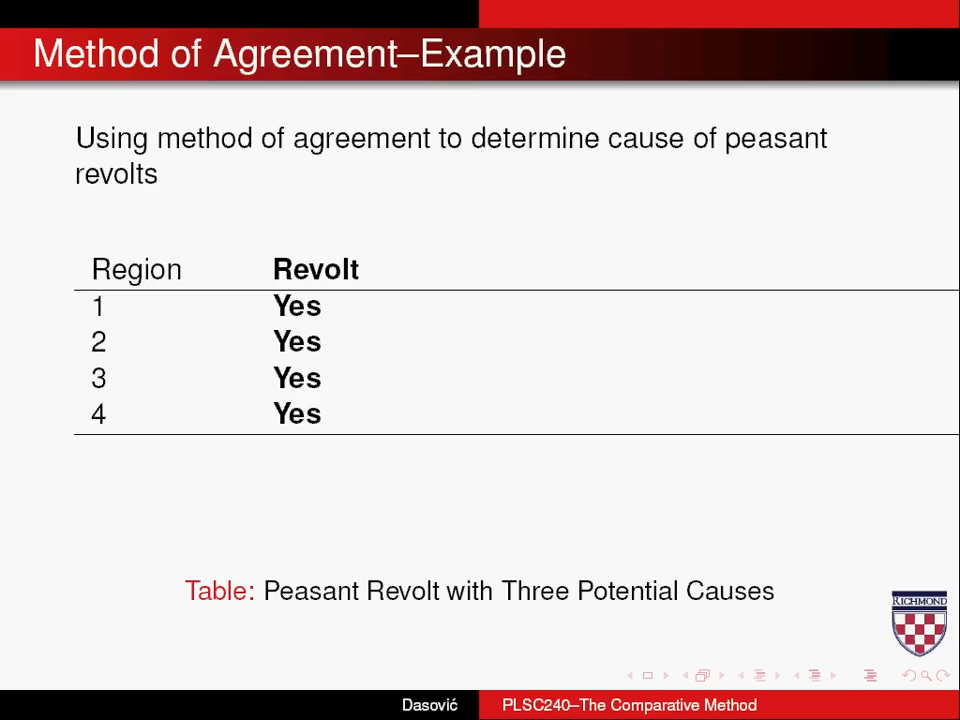 Method of Agreement–Example
Using method of agreement to determine cause of peasant
revolts
Region Revolt
1 Yes
2 Yes
3 Yes
4 Yes
Table: Peasant Revolt with Three Potential Causes
RICHMOND
Dasović PLSC240–The Comparative Method